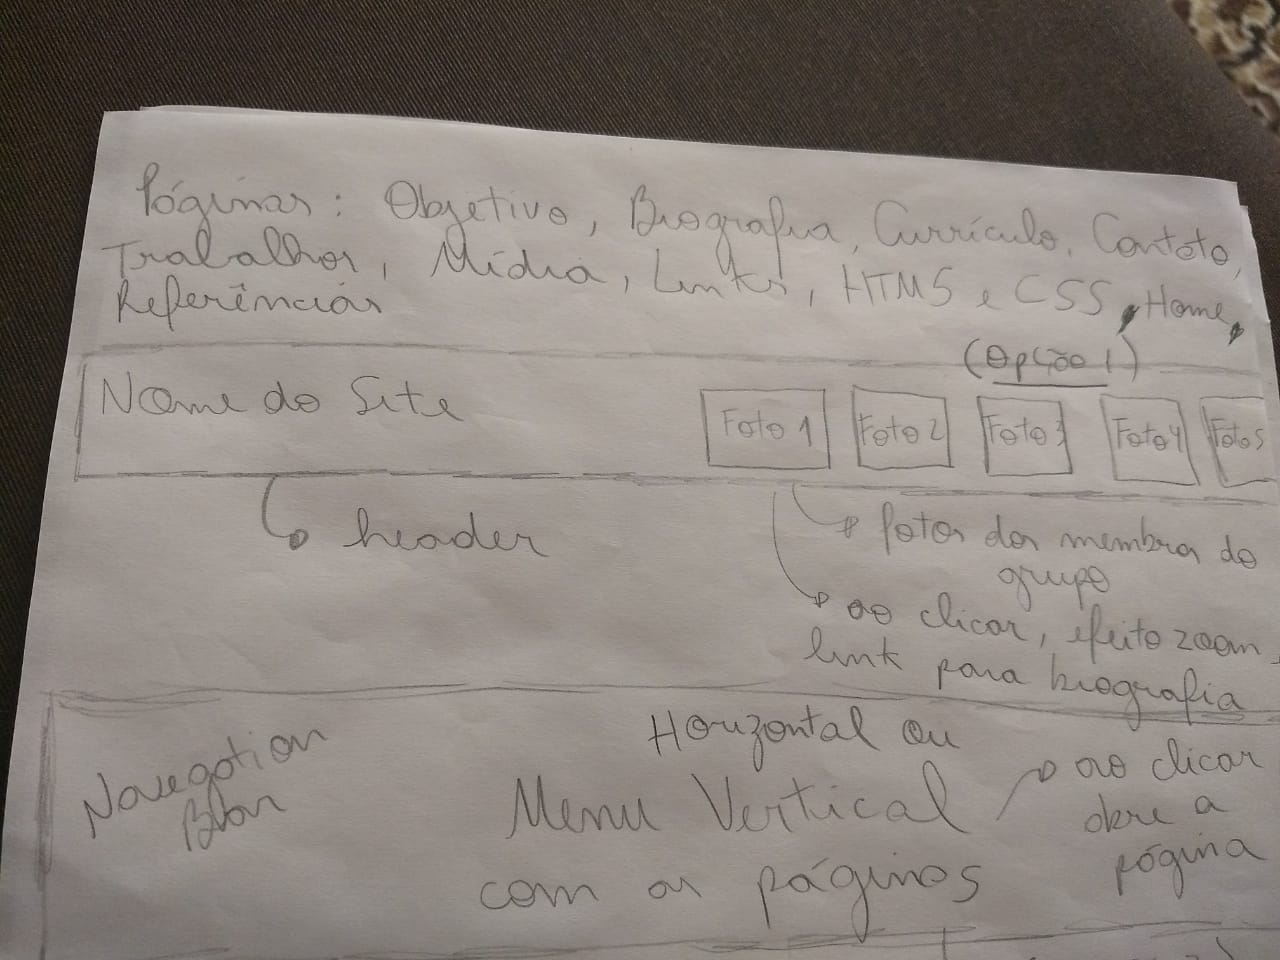 Páginas: Objetivo, Biografia, Currículo, Contato,
Trabalhos, Mídia, Links, HTM5 e CSS, Home,
Referências
(Opção 1)
Nome do Site
Foto 1 Foto 2 Foto 3 Foto 4 Foto 5
header
fotos dos membra do
grupo
ao clicar, efeito zoom,
link para biografia
Navegation
Bar
Horizontal ou
Menu Vertical
com as páginas
ao clicar
abre a
página